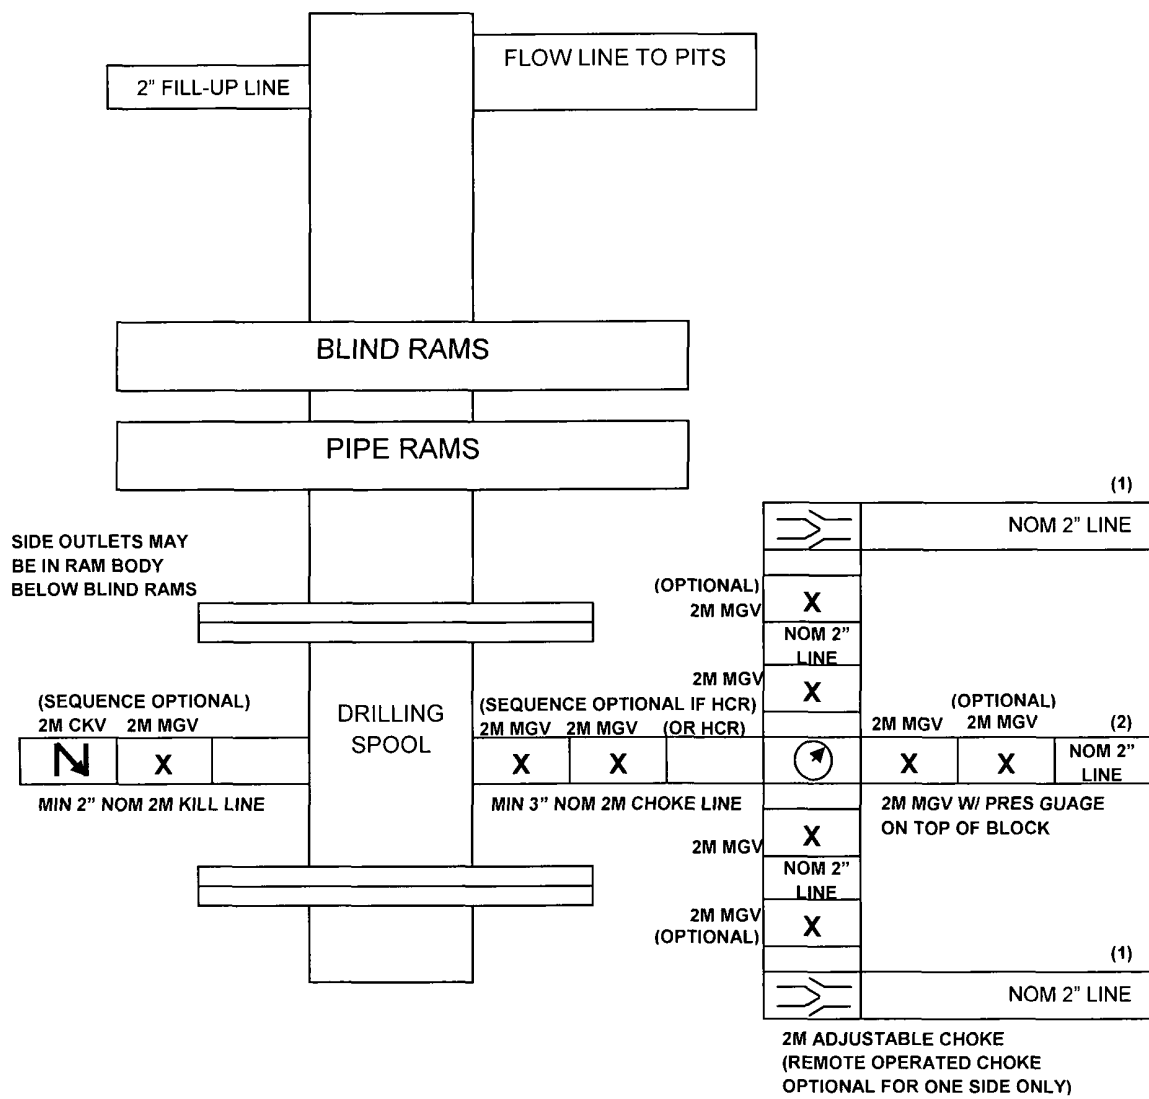 FLOW LINE TO PITS
2” FILL-UP LINE
BLIND RAMS
PIPE RAMS
(1)
NOM 2” LINE
SIDE OUTLETS MAY
BE IN RAM BODY
BELOW BLIND RAMS
(OPTIONAL)
2M MGV
X
NOM 2”
LINE
2M MGV
X
(SEQUENCE OPTIONAL)
2M CKV 2M MGV
N X
MIN 2” NOM 2M KILL LINE
DRILLING
SPOOL
(SEQUENCE OPTIONAL IF HCR)
2M MGV 2M MGV (OR HCR)
X X
MIN 3” NOM 2M CHOKE LINE
(OPTIONAL)
2M MGV 2M MGV
(2)
X X
NOM 2”
LINE
2M MGV W/ PRES GUAGE
ON TOP OF BLOCK
2M MGV
X
NOM 2”
LINE
2M MGV
(OPTIONAL)
X
(1)
NOM 2” LINE
2M ADJUSTABLE CHOKE
(REMOTE OPERATED CHOKE
OPTIONAL FOR ONE SIDE ONLY)